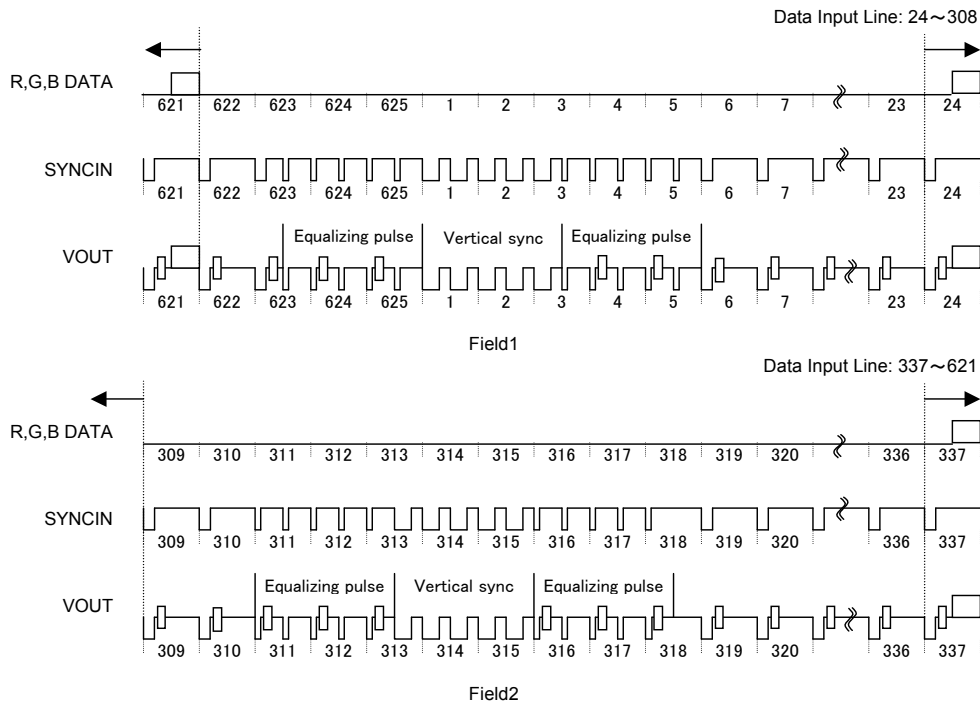 Data Input Line: 24～308
R,G,B DATA
621 622 623 624 625 1 2 3 4 5 6 7 23 24
SYNCIN
621 622 623 624 625 1 2 3 4 5 6 7 23 24
Equalizing pulse Vertical sync Equalizing pulse
VOUT
621 622 623 624 625 1 2 3 4 5 6 7 23 24
Field1
Data Input Line: 337～621
R,G,B DATA
309 310 311 312 313 314 315 316 317 318 319 320 336 337
SYNCIN
309 310 311 312 313 314 315 316 317 318 319 320 336 337
Equalizing pulse Vertical sync Equalizing pulse
VOUT
309 310 311 312 313 314 315 316 317 318 319 320 336 337
Field2